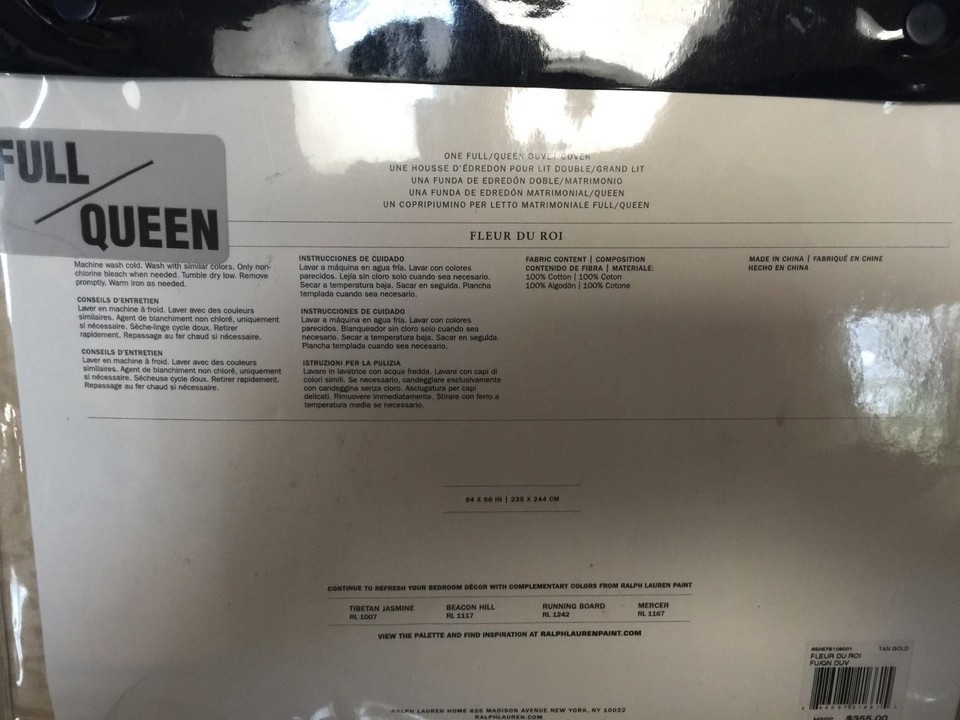 FULL
QUEEN
ONE FULL/QUEEN DUVET COVER
UNE HOUSSE D'ÉDREDON POUR LIT DOUBLE/GRAND LIT
UNA FUNDA DE EDREDÓN DOBLE/MATRIMONIO
UNA FUNDA DE EDREDÓN MATRIMONIAL/QUEEN
UN COPRIPIUMINO PER LETTO MATRIMONIALE FULL/QUEEN
FLEUR DU ROI
Machine wash cold. Wash with similar colors. Only non-
chlorine bleach when needed. Tumble dry low. Remove
promptly. Warm iron as needed.
CONSEILS D'ENTRETIEN
Laver en machine à froid. Laver avec des couleurs
similaires. Agent de blanchiment non chloré, uniquement
si nécessaire. Sèche-linge cycle doux. Retirer
rapidement. Repassage au fer chaud si nécessaire.
CONSEILS D'ENTRETIEN
Laver en machine à froid. Laver avec des couleurs
similaires. Agent de blanchiment non chloré, uniquement
si nécessaire. Sécheuse cycle doux. Retirer rapidement.
Repassage au fer chaud si nécessaire.
INSTRUCCIONES DE CUIDADO
Lavar a máquina en agua fría. Lavar con colores
parecidos. Lejía sin cloro solo cuando sea necesario.
Secar a temperatura baja. Sacar en seguida. Plancha
templada cuando sea necesario.
INSTRUCCIONES DE CUIDADO
Lavar a máquina en agua fría. Lavar con colores
parecidos. Blanqueador sin cloro solo cuando sea
necesario. Secar a temperatura baja. Sacar en seguida.
Plancha templada cuando sea necesario.
ISTRUZIONI PER LA PULIZIA
Lavare in lavatrice con acqua fredda. Lavare con capi di
colori simili. Se necessario, candeggiare esclusivamente
con candeggina senza cloro. Asciugatura per capi
delicati. Rimuovere immediatamente. Stirare con ferro a
temperatura media se necessario.
FABRIC CONTENT | COMPOSITION
CONTENIDO DE FIBRA | MATERIALE:
100% Cotton | 100% Coton
100% Algodón | 100% Cotone
MADE IN CHINA | FABRIQUÉ EN CHINE
HECHO EN CHINA
94 X 96 IN | 239 X 244 CM
CONTINUE TO REFRESH YOUR BEDROOM DÉCOR WITH COMPLEMENTARY COLORS FROM RALPH LAUREN PAINT
TIBETAN JASMINE
RL 1007
BEACON HILL
RL 1117
RUNNING BOARD
RL 1242
MERCER
RL 1167
VIEW THE PALETTE AND FIND INSPIRATION AT RALPHLAURENPAINT.COM
RALPH LAUREN HOME 625 MADISON AVENUE NEW YORK, NY 10022
RALPHLAUREN.COM
TAN GOLD
FLEUR DU ROI
FU/QN DUV
MSRP $355.00